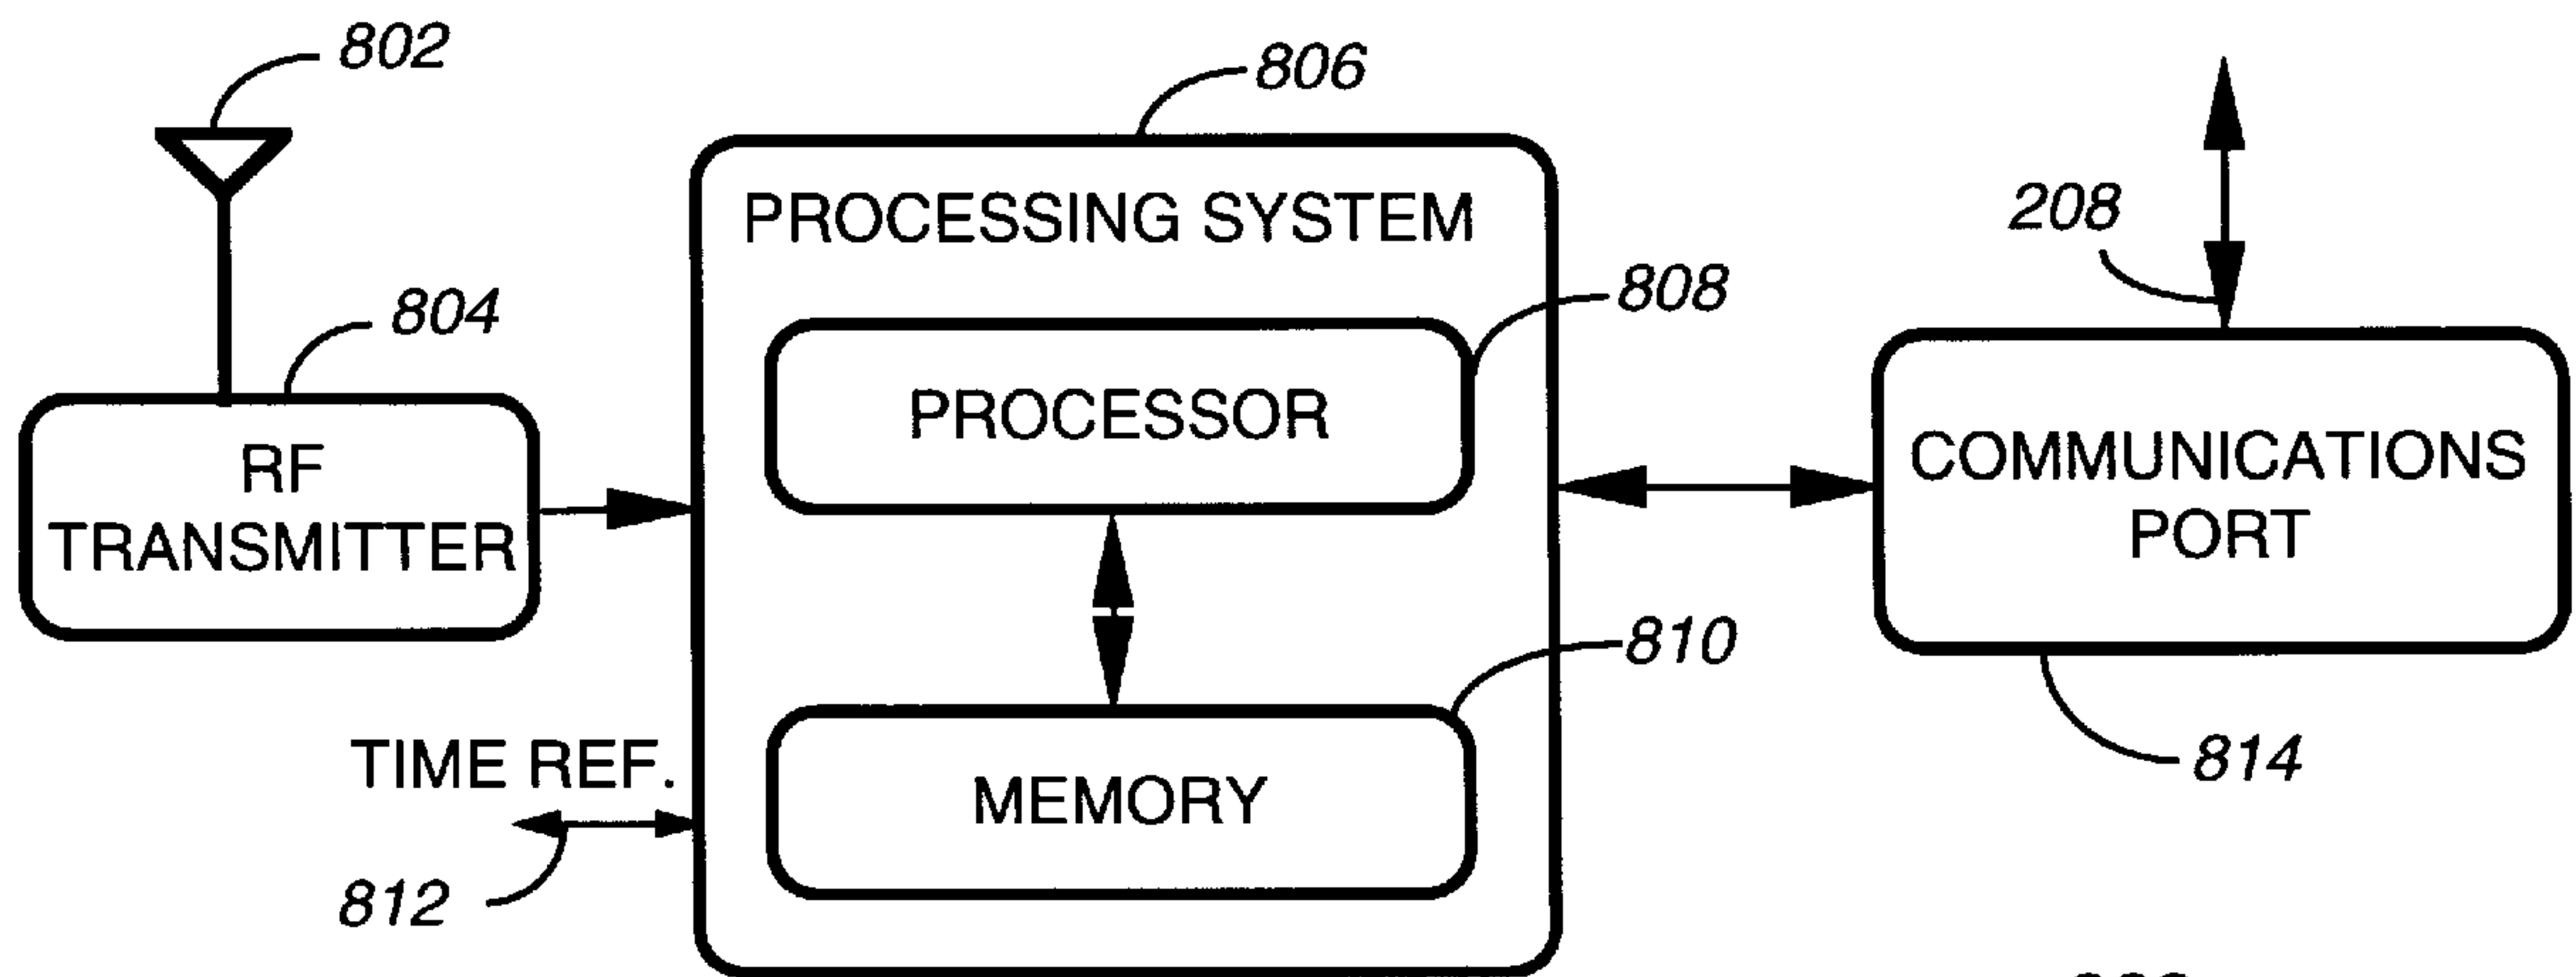 802
806
PROCESSING SYSTEM
208
808
804
PROCESSOR
RF
TRANSMITTER
COMMUNICATIONS
PORT
810
TIME REF.
MEMORY
814
812